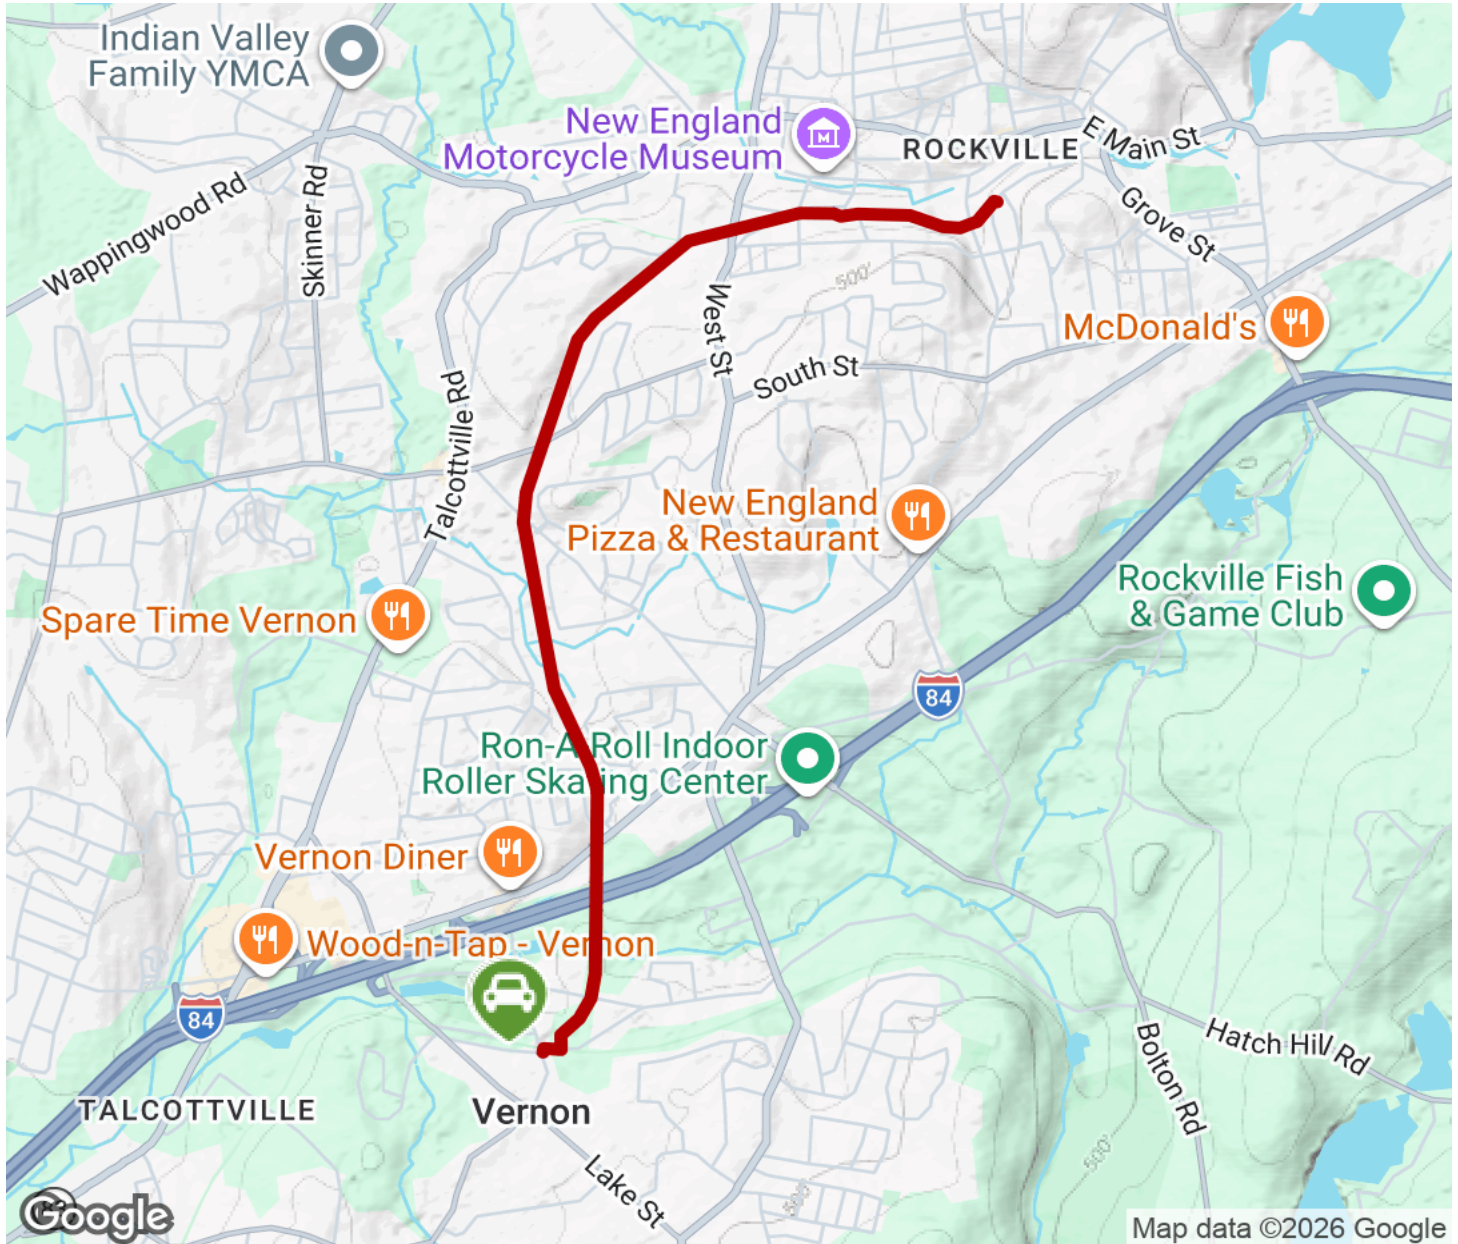 Indian Valley
Family YMCA
New England
Motorcycle Museum
M
ROCKVILLE
E Main St
Wappingwood Rd
Skinner Rd
Grove St
500'
West St
McDonald's
South St
Talcottville Rd
New England
Pizza & Restaurant
Rockville Fish
& Game Club
Spare Time Vernon
84
Ron-A-Roll Indoor
Roller Skating Center
Vernon Diner
Wood-n-Tap - Vernon
84
Hatch Hill Rd
Bolton Rd
TALCOTTVILLE
Vernon
Lake St
500'
500'
Google
Map data ©2026 Google